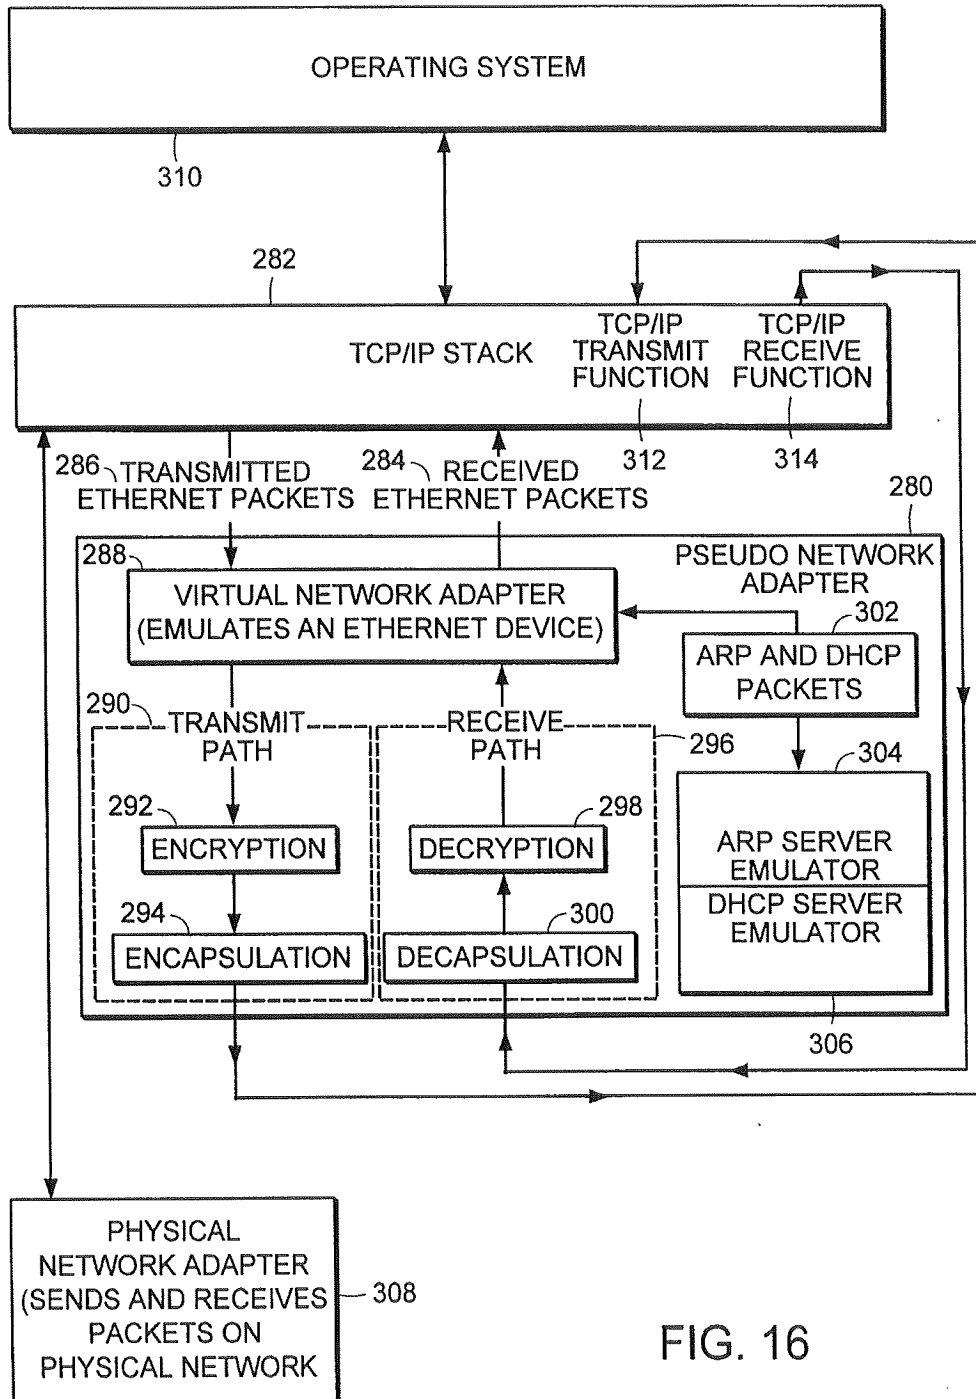 OPERATING SYSTEM
310
282
TCP/IP STACK
TCP/IP
TRANSMIT
FUNCTION
TCP/IP
RECEIVE
FUNCTION
312
314
286
TRANSMITTED
ETHERNET PACKETS
284
RECEIVED
ETHERNET PACKETS
280
288
PSEUDO NETWORK
ADAPTER
VIRTUAL NETWORK ADAPTER
(EMULATES AN ETHERNET DEVICE)
302
ARP AND DHCP
PACKETS
290
TRANSMIT
PATH
RECEIVE
PATH
296
304
292
ENCRYPTION
298
DECRYPTION
ARP SERVER
EMULATOR
DHCP SERVER
EMULATOR
294
ENCAPSULATION
300
DECAPSULATION
306
PHYSICAL
NETWORK ADAPTER
(SENDS AND RECEIVES
PACKETS ON
PHYSICAL NETWORK
308
FIG. 16